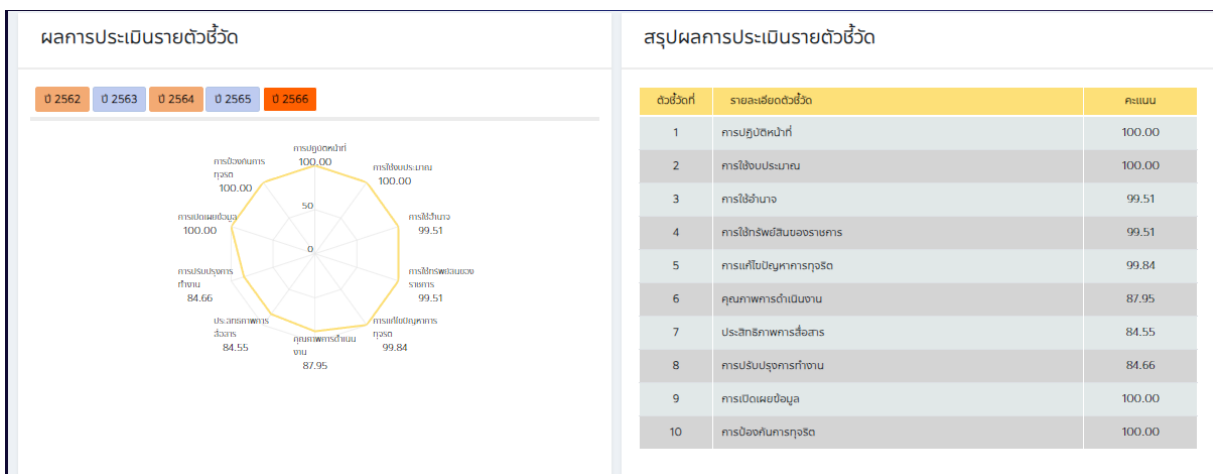 ผลการประเมินรายตัวชี้วัด
ปี 2562 ปี 2563 ปี 2564 ปี 2565 ปี 2566
การปฏิบัติหน้าที่
100.00
การใช้งบประมาณ
100.00
การใช้อำนาจ
99.51
การใช้ทรัพย์สินของ
ราชการ
99.51
การแก้ไขปัญหาการ
ทุจริต
99.84
คุณภาพการดำเนิน
งาน
87.95
ประสิทธิภาพการ
สื่อสาร
84.55
การปรับปรุงการ
ทำงาน
84.66
การเปิดเผยข้อมูล
100.00
การป้องกันการ
ทุจริต
100.00
50
0
สรุปผลการประเมินรายตัวชี้วัด
ตัวชี้วัดที่ รายละเอียดตัวชี้วัด คะแนน
1 การปฏิบัติหน้าที่ 100.00
2 การใช้งบประมาณ 100.00
3 การใช้อำนาจ 99.51
4 การใช้ทรัพย์สินของราชการ 99.51
5 การแก้ไขปัญหาการทุจริต 99.84
6 คุณภาพการดำเนินงาน 87.95
7 ประสิทธิภาพการสื่อสาร 84.55
8 การปรับปรุงการทำงาน 84.66
9 การเปิดเผยข้อมูล 100.00
10 การป้องกันการทุจริต 100.00